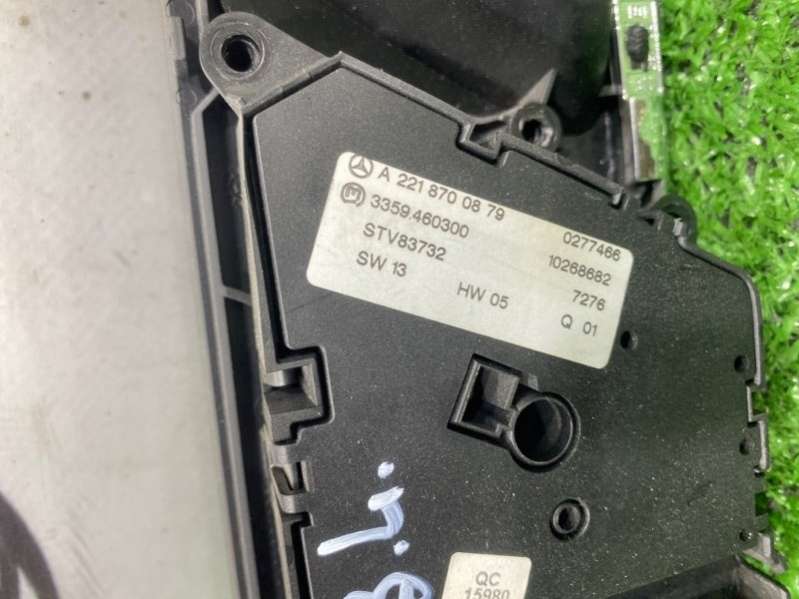 A 221 870 08 79
3359.460300
STV83732
SW 13 HW 05
0277466
10268682
7276
Q 01
QC
15980